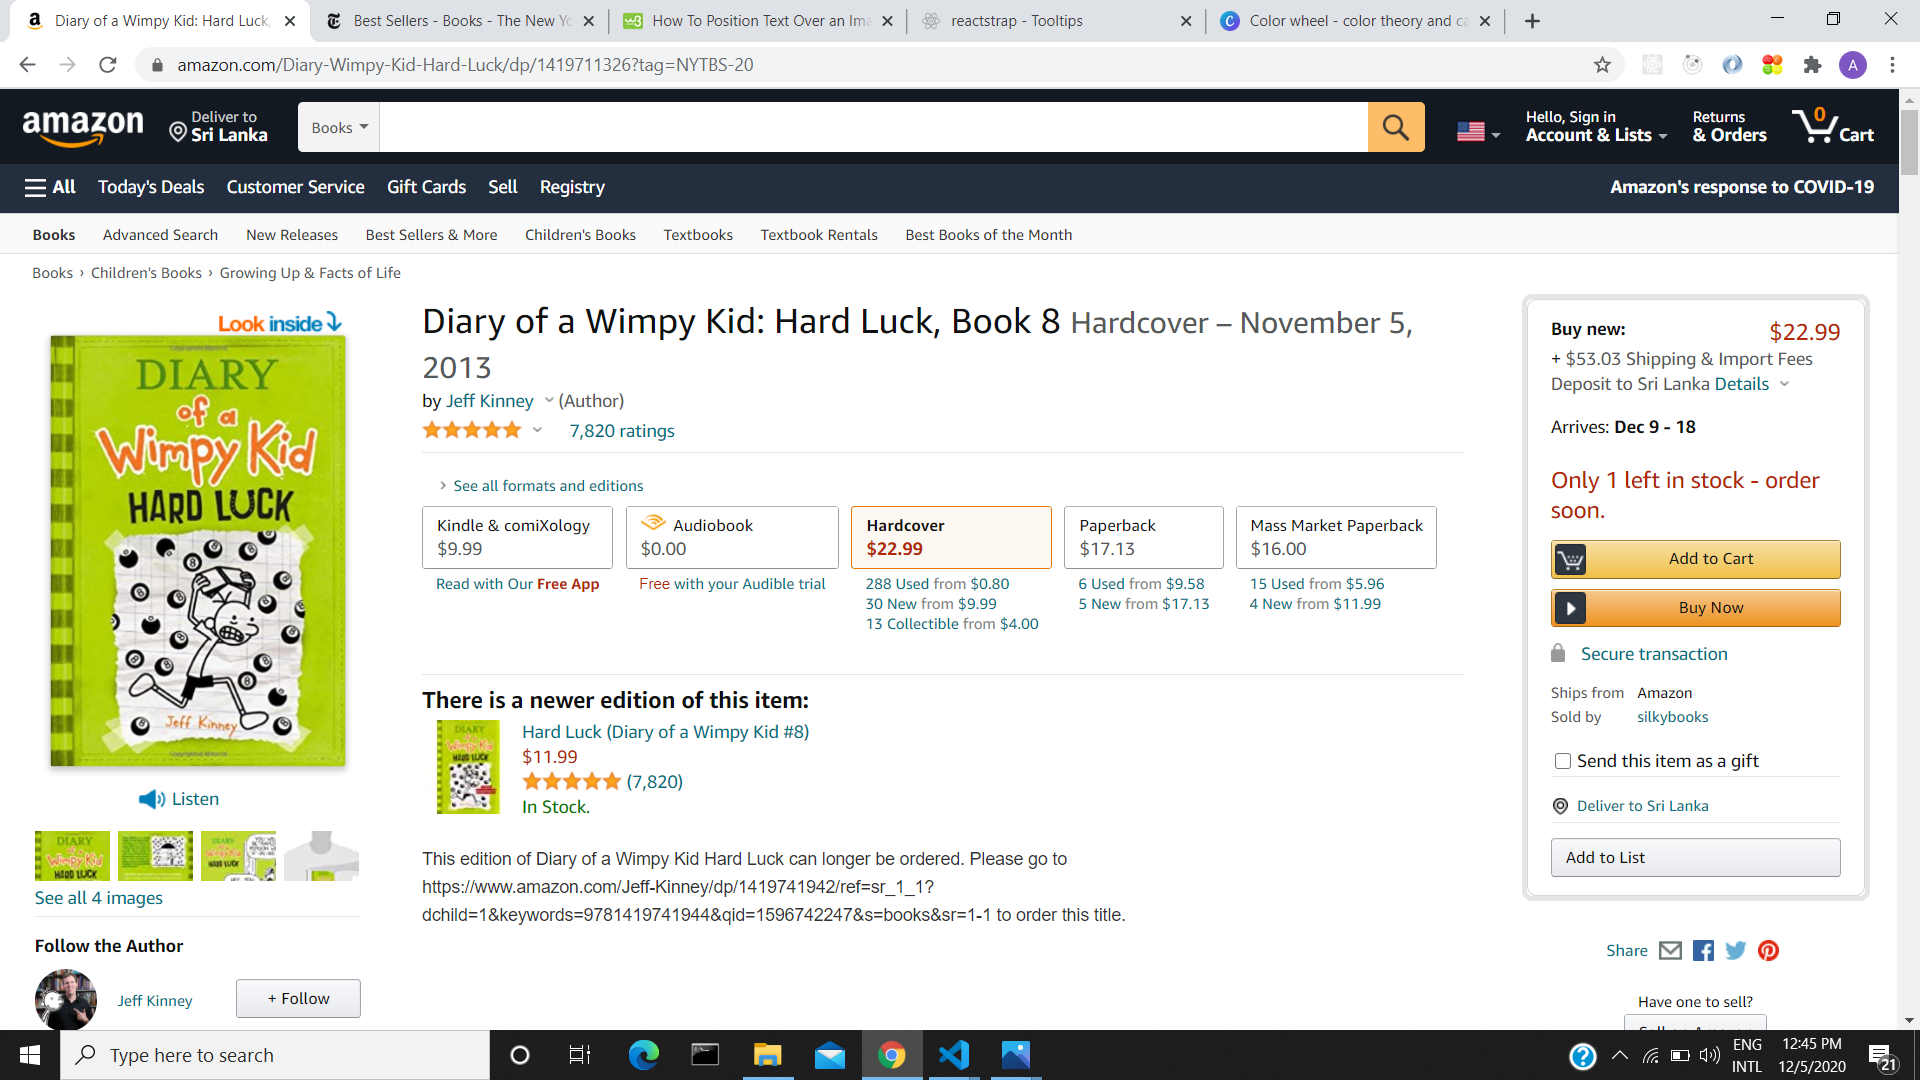 Diary of a Wimpy Kid: Hard Luck,
Best Sellers - Books - The New Yo
How To Position Text Over an Ima
reactstrap - Tooltips
Color wheel - color theory and ca
amazon.com/Diary-Wimpy-Kid-Hard-Luck/dp/1419711326?tag=NYTBS-20
A
amazon
Deliver to
Sri Lanka
Books
Hello, Sign in
Account & Lists
Returns
& Orders
0
Cart
All Today's Deals Customer Service Gift Cards Sell Registry
Amazon's response to COVID-19
Books Advanced Search New Releases Best Sellers & More Children's Books Textbooks Textbook Rentals Best Books of the Month
Books › Children's Books › Growing Up & Facts of Life
Look inside
DIARY
of a
Wimpy Kid
HARD LUCK
Jeff Kinney
Listen
See all 4 images
Follow the Author
Jeff Kinney
+ Follow
Diary of a Wimpy Kid: Hard Luck, Book 8 Hardcover – November 5,
2013
by Jeff Kinney (Author)
7,820 ratings
› See all formats and editions
Kindle & comiXology
$9.99
Read with Our Free App
Audiobook
$0.00
Free with your Audible trial
Hardcover
$22.99
288 Used from $0.80
30 New from $9.99
13 Collectible from $4.00
Paperback
$17.13
6 Used from $9.58
5 New from $17.13
Mass Market Paperback
$16.00
15 Used from $5.96
4 New from $11.99
There is a newer edition of this item:
DIARY
Wimpy Kid
HARD LUCK
Hard Luck (Diary of a Wimpy Kid #8)
$11.99
(7,820)
In Stock.
This edition of Diary of a Wimpy Kid Hard Luck can longer be ordered. Please go to
https://www.amazon.com/Jeff-Kinney/dp/1419741942/ref=sr_1_1?
dchild=1&keywords=9781419741944&qid=1596742247&s=books&sr=1-1 to order this title.
Buy new:
$22.99
+ $53.03 Shipping & Import Fees
Deposit to Sri Lanka Details
Arrives: Dec 9 - 18
Only 1 left in stock - order
soon.
Add to Cart
Buy Now
Secure transaction
Ships from Amazon
Sold by silkybooks
Send this item as a gift
Deliver to Sri Lanka
Add to List
Share
Have one to sell?
Type here to search
ENG
INTL
12:45 PM
12/5/2020
21